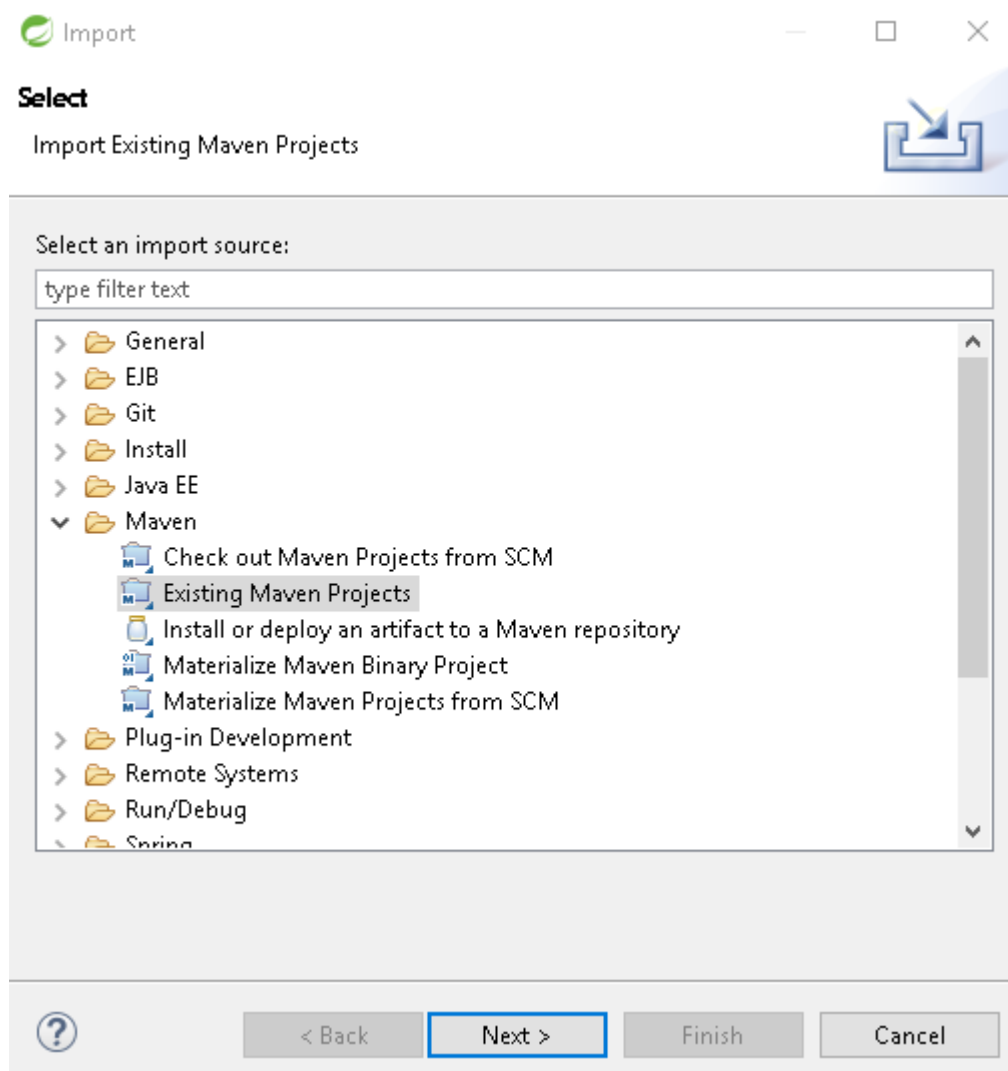 Import
Select
Import Existing Maven Projects
Select an import source:
type filter text
General
EJB
Git
Install
Java EE
Maven
Check out Maven Projects from SCM
Existing Maven Projects
Install or deploy an artifact to a Maven repository
Materialize Maven Binary Project
Materialize Maven Projects from SCM
Plug-in Development
Remote Systems
Run/Debug
Spring
? < Back Next > Finish Cancel